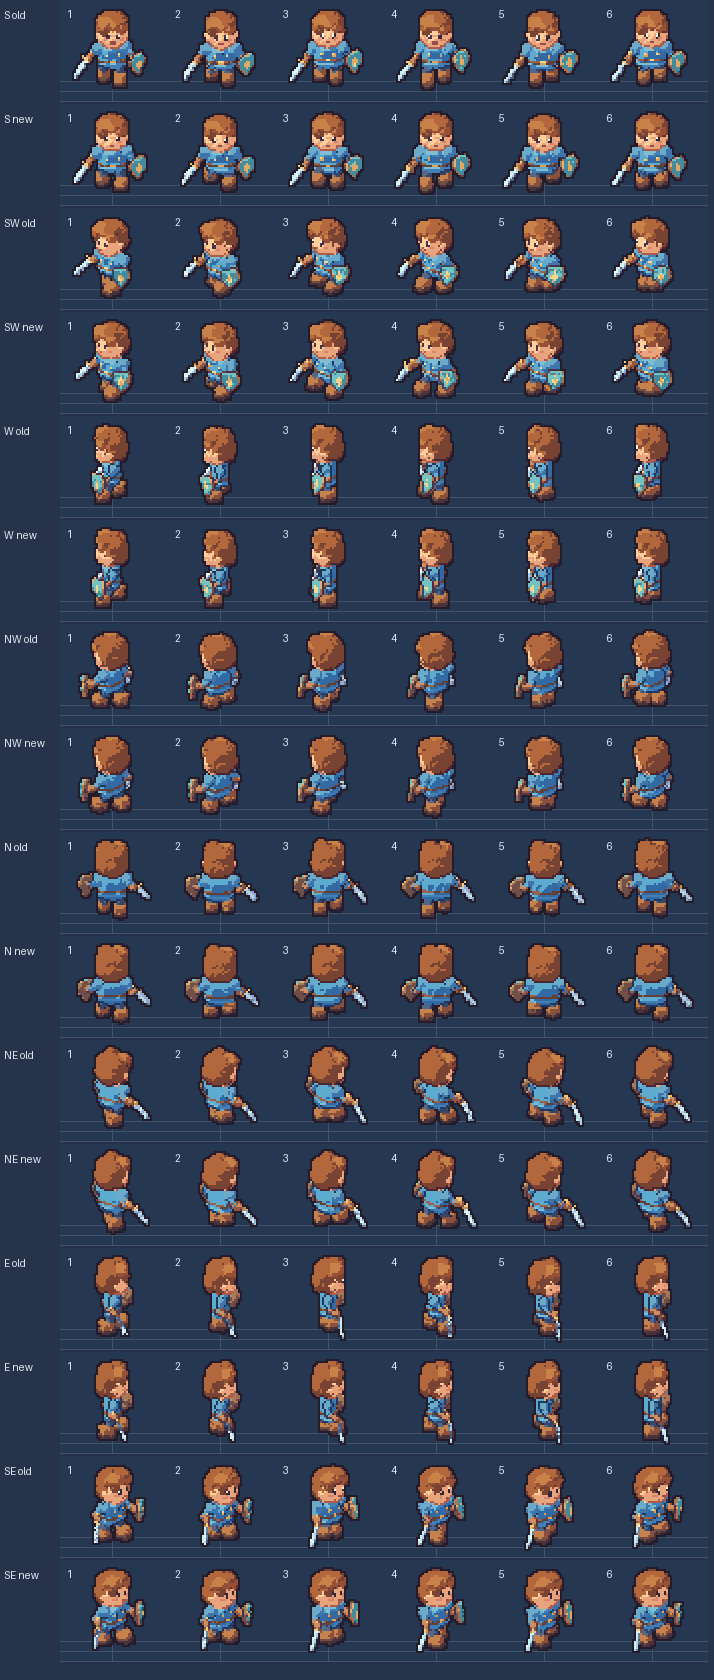 S old 1 2 3 4 5 6
S new 1 2 3 4 5 6
SW old 1 2 3 4 5 6
SW new 1 2 3 4 5 6
W old 1 2 3 4 5 6
W new 1 2 3 4 5 6
NW old 1 2 3 4 5 6
NW new 1 2 3 4 5 6
N old 1 2 3 4 5 6
N new 1 2 3 4 5 6
NE old 1 2 3 4 5 6
NE new 1 2 3 4 5 6
E old 1 2 3 4 5 6
E new 1 2 3 4 5 6
SE old 1 2 3 4 5 6
SE new 1 2 3 4 5 6